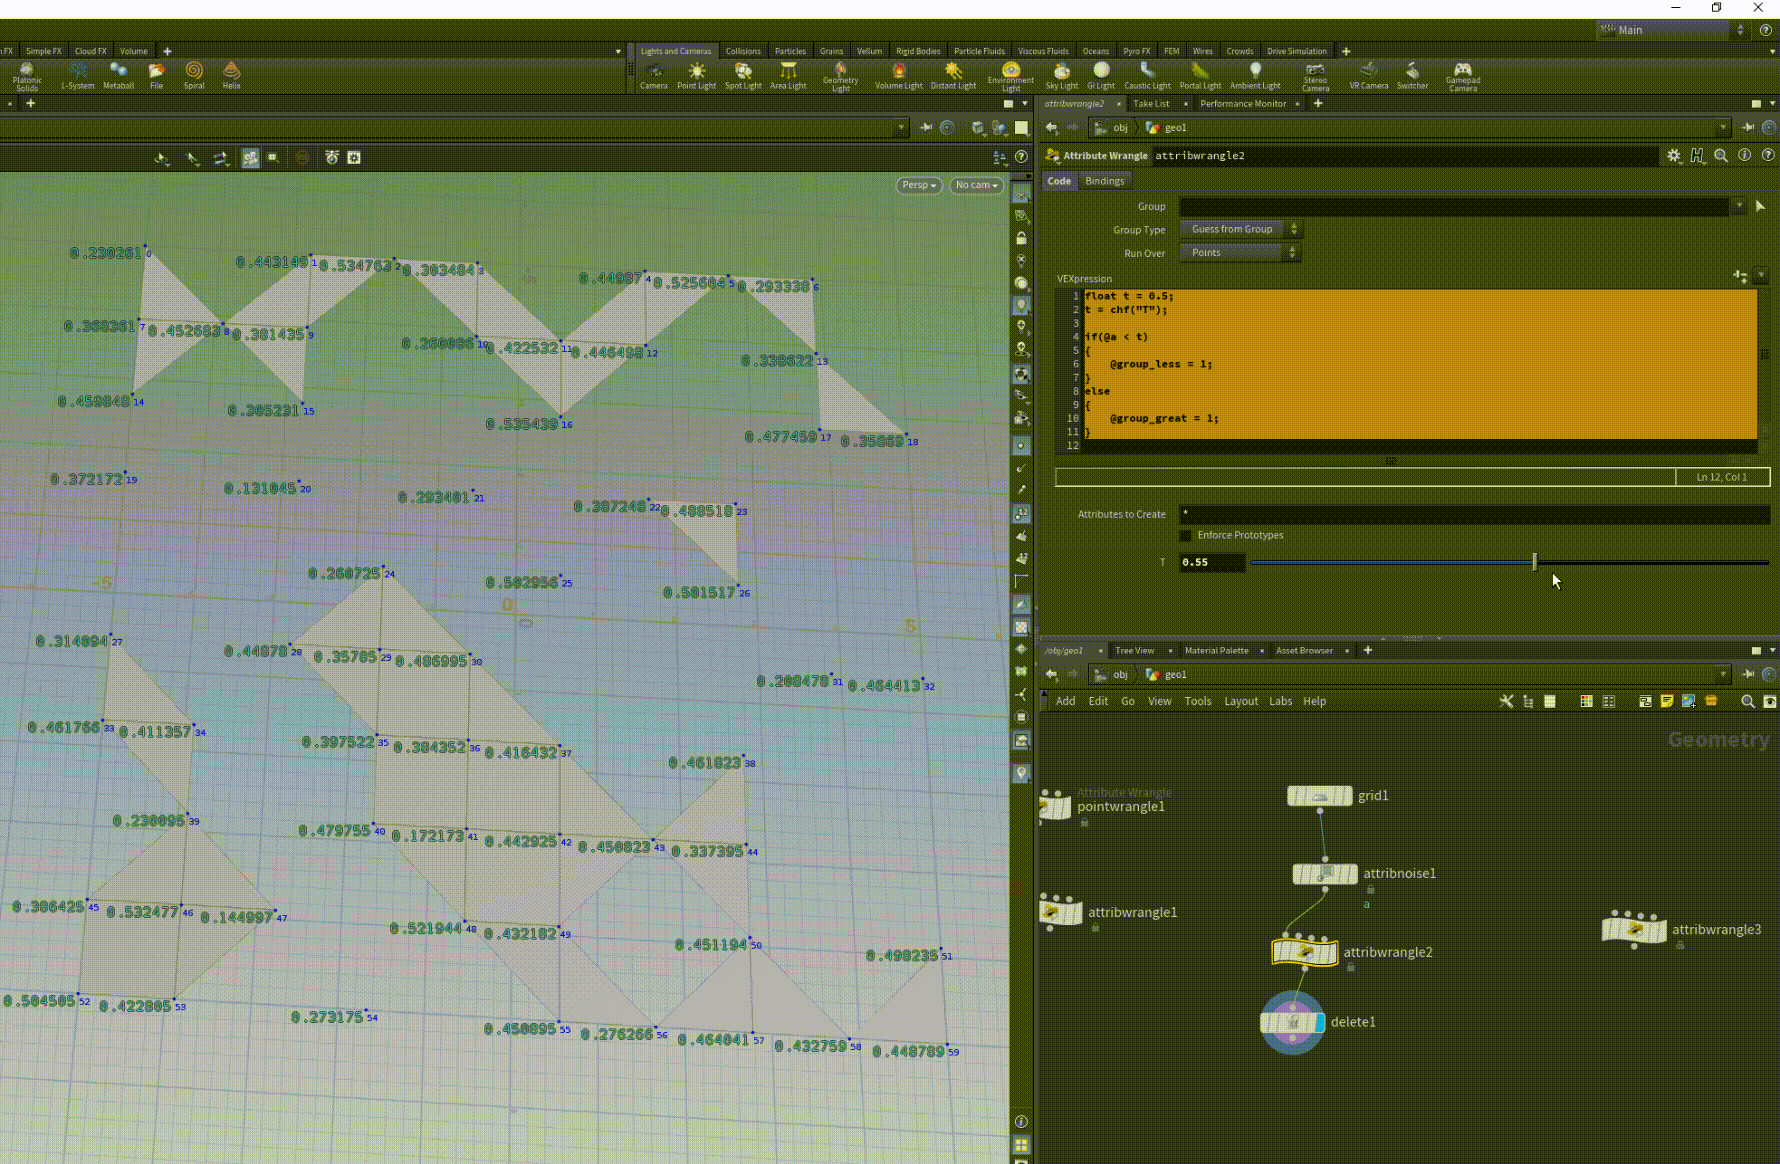 Main
FX Simple FX Cloud FX Volume
Lights and Cameras Collisions Particles Grains Vellum Rigid Bodies Particle Fluids Viscous Fluids Oceans Pyro FX FEM Wires Crowds Drive Simulation
Platonic Solids L-System Metaball File Spiral Helix
Camera Point Light Spot Light Area Light Geometry Light Volume Light Distant Light Environment Light Sky Light GI Light Caustic Light Portal Light Ambient Light Stereo Camera VR Camera Switcher Gamepad Camera
attribwrangle2 Take List Performance Monitor
obj geo1
Attribute Wrangle attribwrangle2
Code Bindings
Group
Group Type Guess from Group
Run Over Points
VEXpression
1 float t = 0.5;
2 t = chf("T");
3
4 if(@a < t)
5 {
6 @group_less = 1;
7 }
8 else
9 {
10 @group_great = 1;
11 }
12
Ln 12, Col 1
Attributes to Create *
Enforce Prototypes
T 0.55
Persp No cam
0.230261 0
0.443149 1 0.534763 2 0.303484 3
0.44987 4 0.525604 5 0.293338 6
0.368361 7 0.452683 8 0.381435 9
0.260086 10 0.422532 11 0.446498 12
0.338622 13
0.459848 14 0.305231 15
0.535439 16
0.477459 17 0.35869 18
0.372172 19
0.131045 20
0.293401 21
0.387248 22 0.488518 23
0.260725 24
0.502956 25
0.501517 26
-5 0 0 5
0.314094 27
0.44878 28 0.35765 29 0.486995 30
0.208478 31 0.464413 32
0.461766 33 0.411357 34
0.397522 35 0.384352 36 0.416432 37
0.461823 38
0.230095 39
0.479755 40 0.172173 41 0.442925 42 0.450823 43 0.337395 44
0.386425 45 0.532477 46 0.144997 47
0.521944 48 0.432182 49
0.451194 50
0.498235 51
0.504505 52 0.422805 53
0.273175 54
0.450895 55 0.276266 56 0.464041 57 0.432759 58 0.448789 59
/obj/geo1 Tree View Material Palette Asset Browser
obj geo1
Add Edit Go View Tools Layout Labs Help
Geometry
Attribute Wrangle
pointwrangle1
grid1
attribnoise1
a
attribwrangle1
attribwrangle3
attribwrangle2
delete1